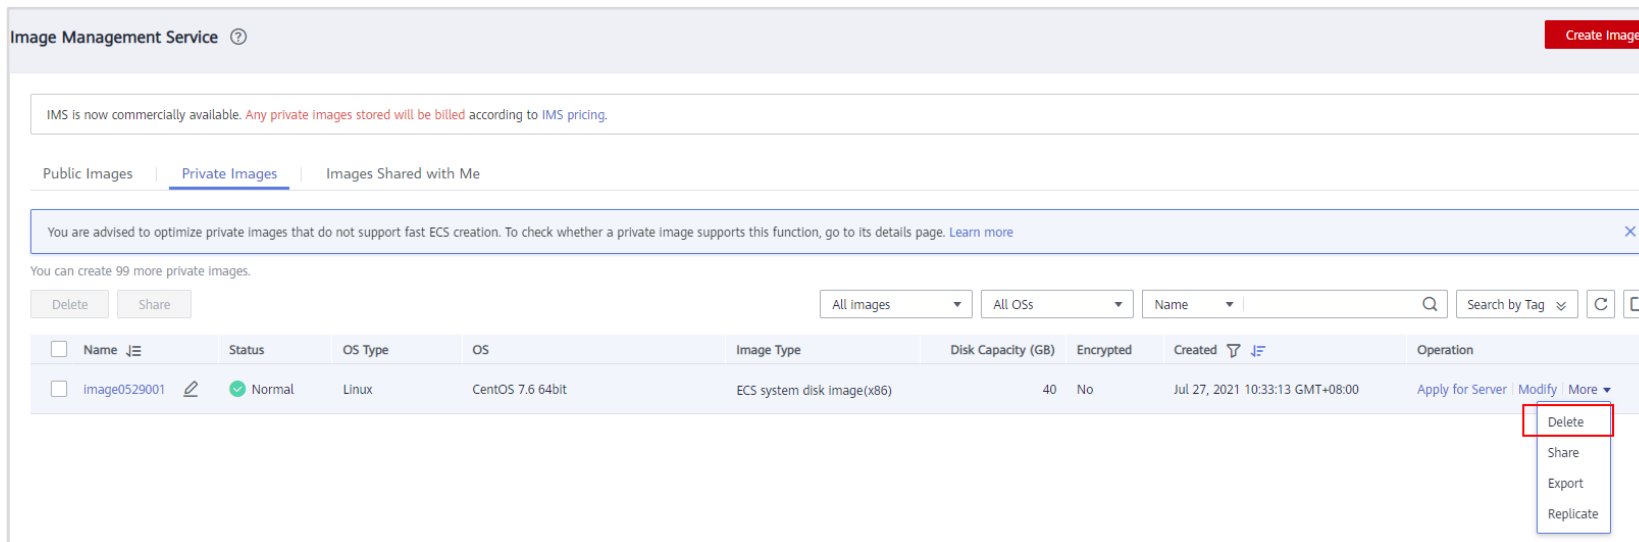 Image Management Service ?
Create Image
IMS is now commercially available. Any private images stored will be billed according to IMS pricing.
Public Images Private Images Images Shared with Me
You are advised to optimize private images that do not support fast ECS creation. To check whether a private image supports this function, go to its details page. Learn more
You can create 99 more private images.
Delete Share All images All OSs Name Search by Tag
Name Status OS Type OS Image Type Disk Capacity (GB) Encrypted Created Operation
image0529001 Normal Linux CentOS 7.6 64bit ECS system disk image(x86) 40 No Jul 27, 2021 10:33:13 GMT+08:00 Apply for Server Modify More
Delete
Share
Export
Replicate